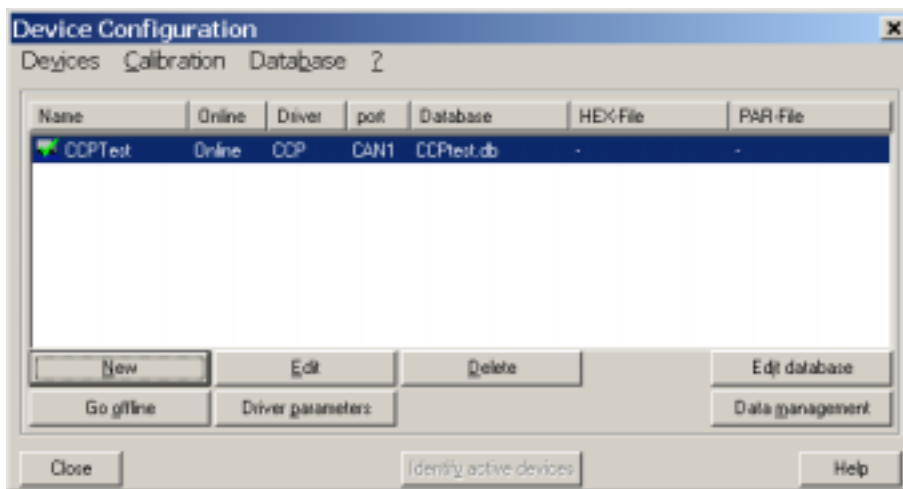 Device Configuration
Devices Calibration Database ?
Name Online Driver port Database HEX-File PAR-File
CCPTest Online CCP CAN1 CCPtest.db - -
New Edit Delete Edit database
Go offline Driver parameters Data management
Close Identify active devices Help